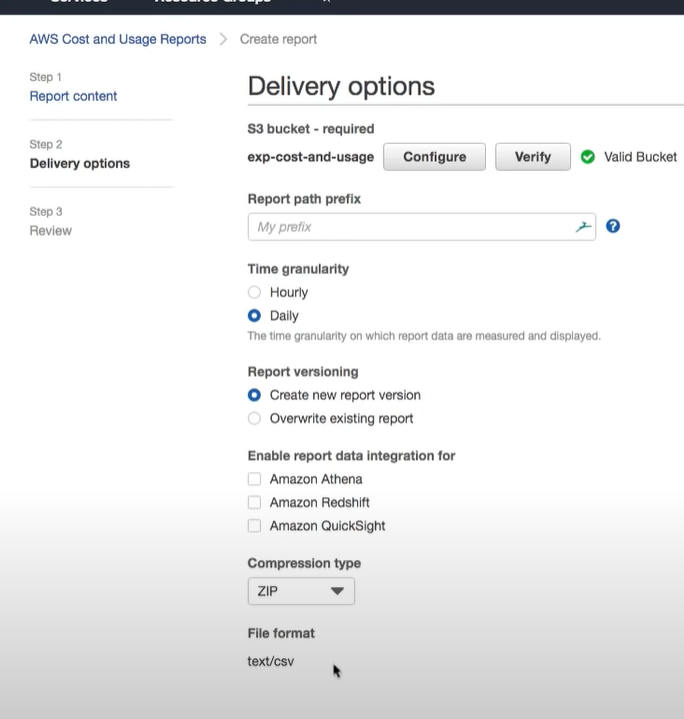 AWS Cost and Usage Reports > Create report
Step 1
Report content
Step 2
Delivery options
Step 3
Review
Delivery options
S3 bucket - required
exp-cost-and-usage Configure Verify Valid Bucket
Report path prefix
My prefix ?
Time granularity
Hourly
Daily
The time granularity on which report data are measured and displayed.
Report versioning
Create new report version
Overwrite existing report
Enable report data integration for
Amazon Athena
Amazon Redshift
Amazon QuickSight
Compression type
ZIP
File format
text/csv